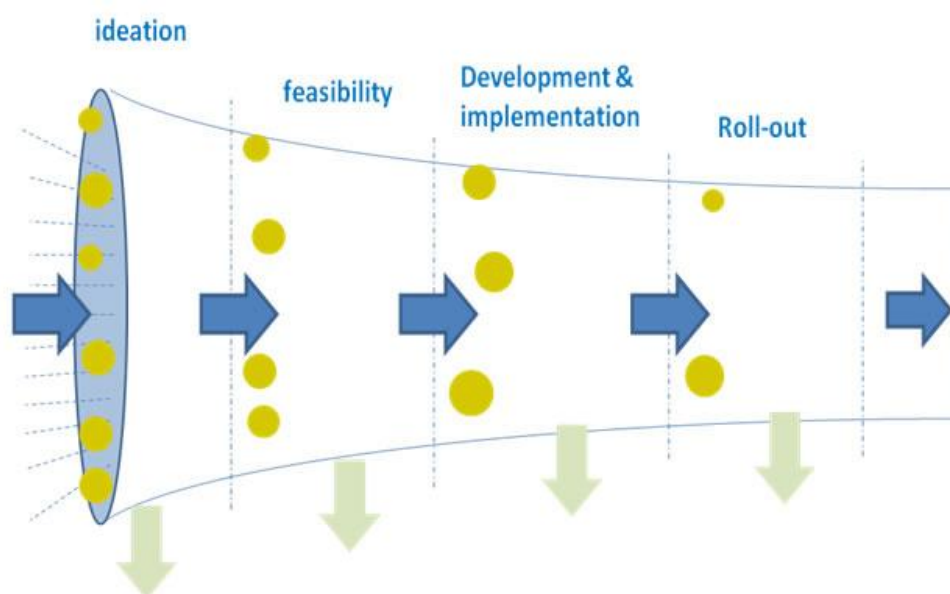 ideation
feasibility
Development &
implementation
Roll-out